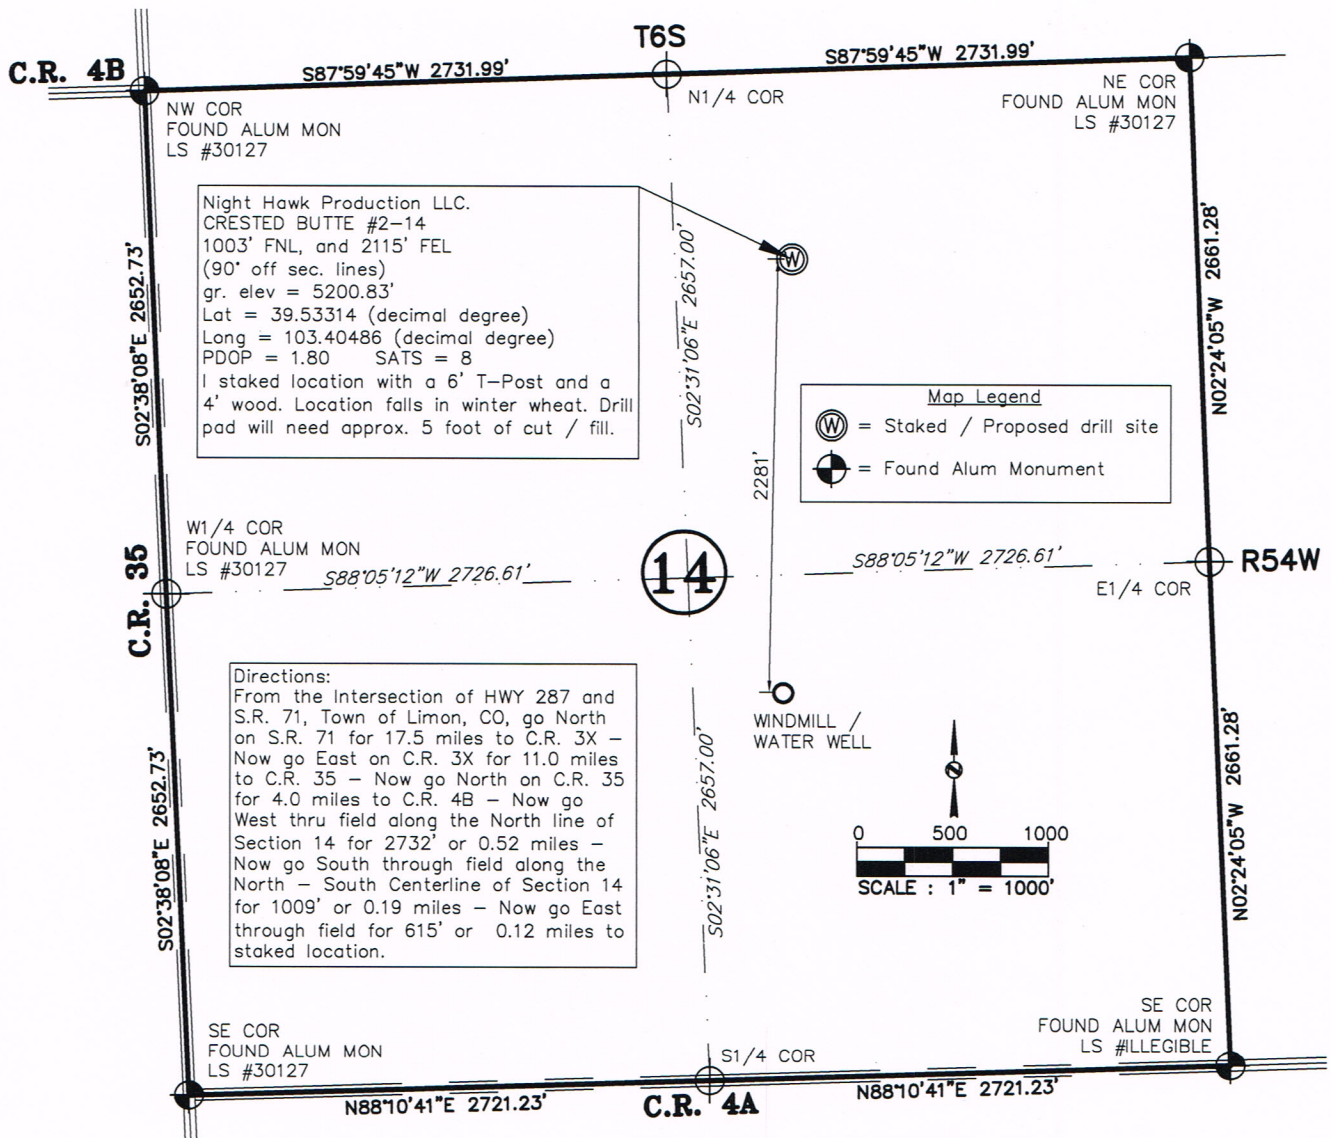 T6S
C.R. 4B
S87°59'45"W 2731.99'
S87°59'45"W 2731.99'
NW COR
FOUND ALUM MON
LS #30127
N1/4 COR
NE COR
FOUND ALUM MON
LS #30127
Night Hawk Production LLC.
CRESTED BUTTE #2-14
1003' FNL, and 2115' FEL
(90° off sec. lines)
gr. elev = 5200.83'
Lat = 39.53314 (decimal degree)
Long = 103.40486 (decimal degree)
PDOP = 1.80 SATS = 8
I staked location with a 6' T-Post and a
4' wood. Location falls in winter wheat. Drill
pad will need approx. 5 foot of cut / fill.
S02°38'08"E 2652.73'
S02°31'06"E 2657.00'
W
N02°24'05"W 2661.28'
2281'
Map Legend
W = Staked / Proposed drill site
= Found Alum Monument
W1/4 COR
FOUND ALUM MON
LS #30127
C.R. 35
S88°05'12"W 2726.61'
14
S88°05'12"W 2726.61'
R54W
E1/4 COR
Directions:
From the Intersection of HWY 287 and
S.R. 71, Town of Limon, CO, go North
on S.R. 71 for 17.5 miles to C.R. 3X –
Now go East on C.R. 3X for 11.0 miles
to C.R. 35 – Now go North on C.R. 35
for 4.0 miles to C.R. 4B – Now go
West thru field along the North line of
Section 14 for 2732' or 0.52 miles –
Now go South through field along the
North – South Centerline of Section 14
for 1009' or 0.19 miles – Now go East
through field for 615' or 0.12 miles to
staked location.
WINDMILL /
WATER WELL
S02°38'08"E 2652.73'
S02°31'06"E 2657.00'
N02°24'05"W 2661.28'
N
0 500 1000
SCALE : 1" = 1000'
SE COR
FOUND ALUM MON
LS #30127
S1/4 COR
SE COR
FOUND ALUM MON
LS #ILLEGIBLE
N88°10'41"E 2721.23'
C.R. 4A
N88°10'41"E 2721.23'